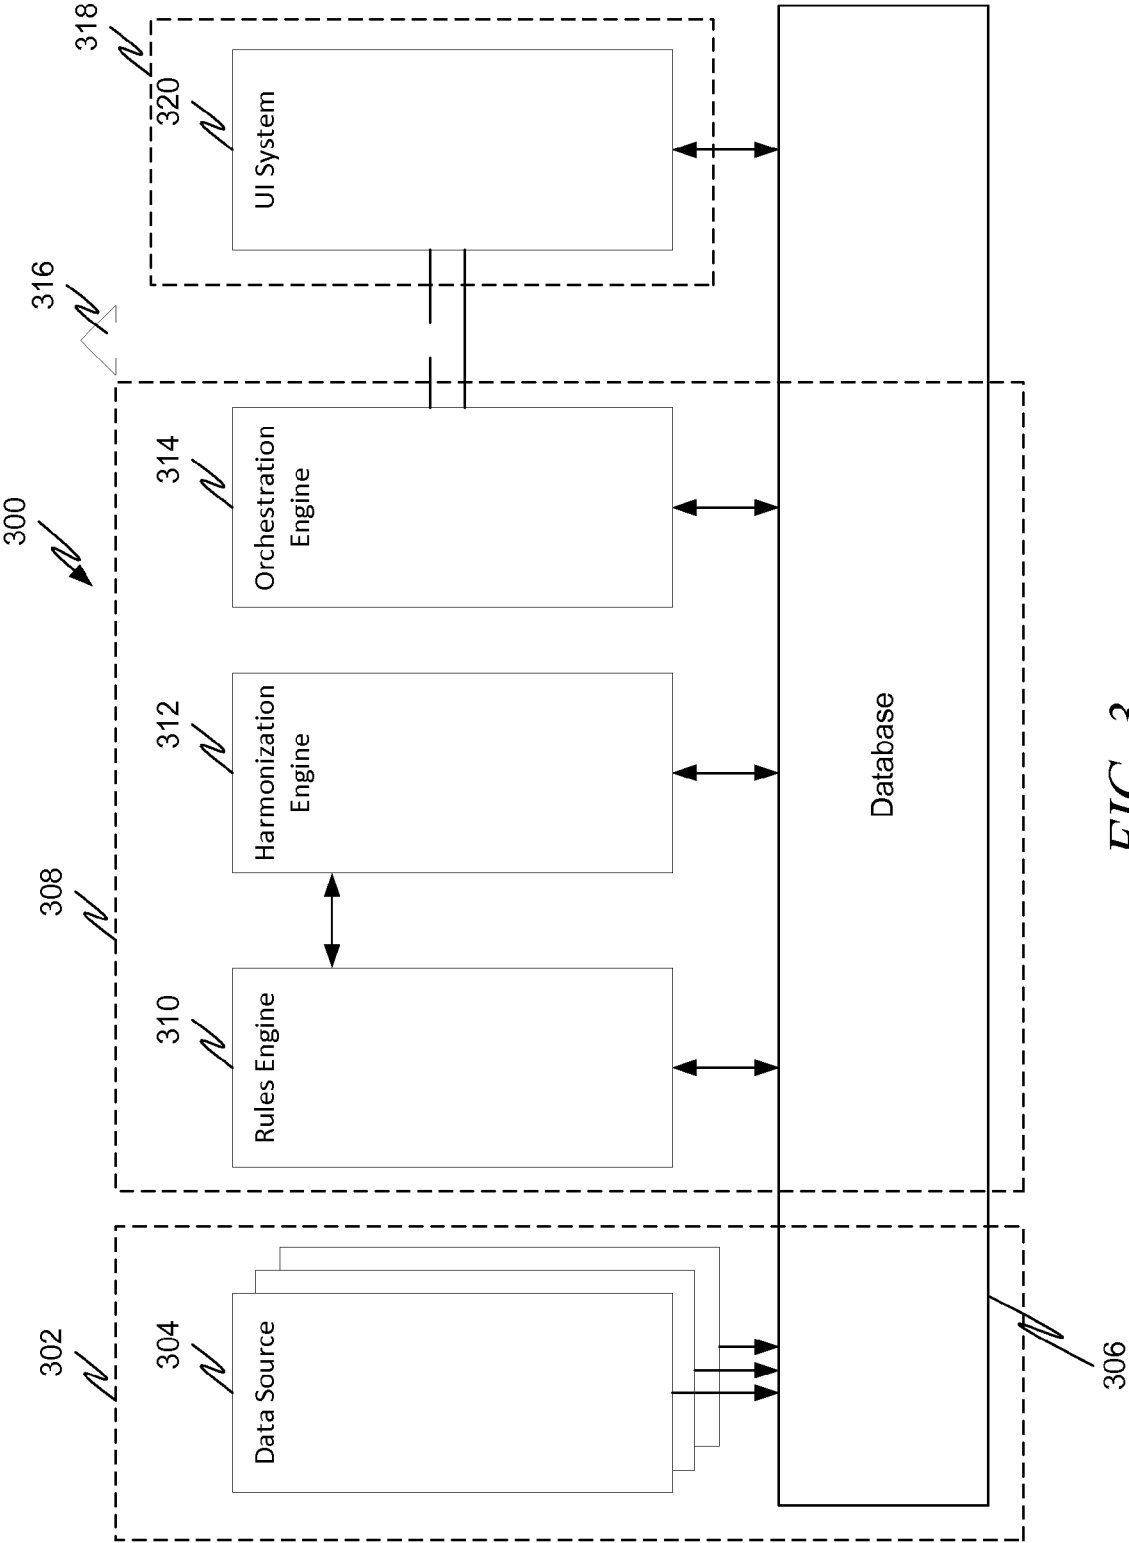 300
302
304
Data Source
306
308
310
Rules Engine
312
Harmonization
Engine
314
Orchestration
Engine
316
318
320
UI System
Database